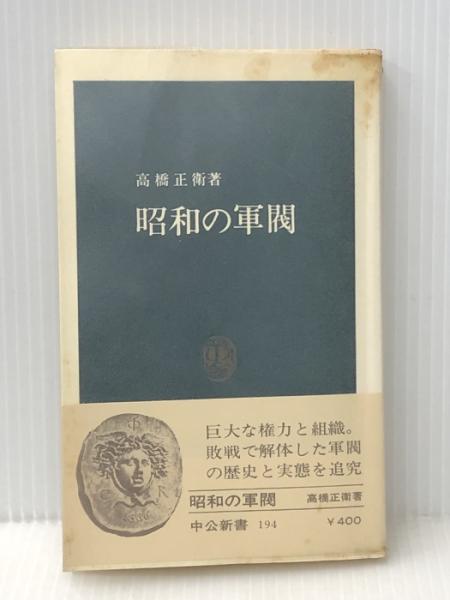 高橋正衛著
昭和の軍閥
巨大な権力と組織。
敗戦で解体した軍閥
の歴史と実態を追究
昭和の軍閥 高橋正衛著
中公新書 194 ￥400